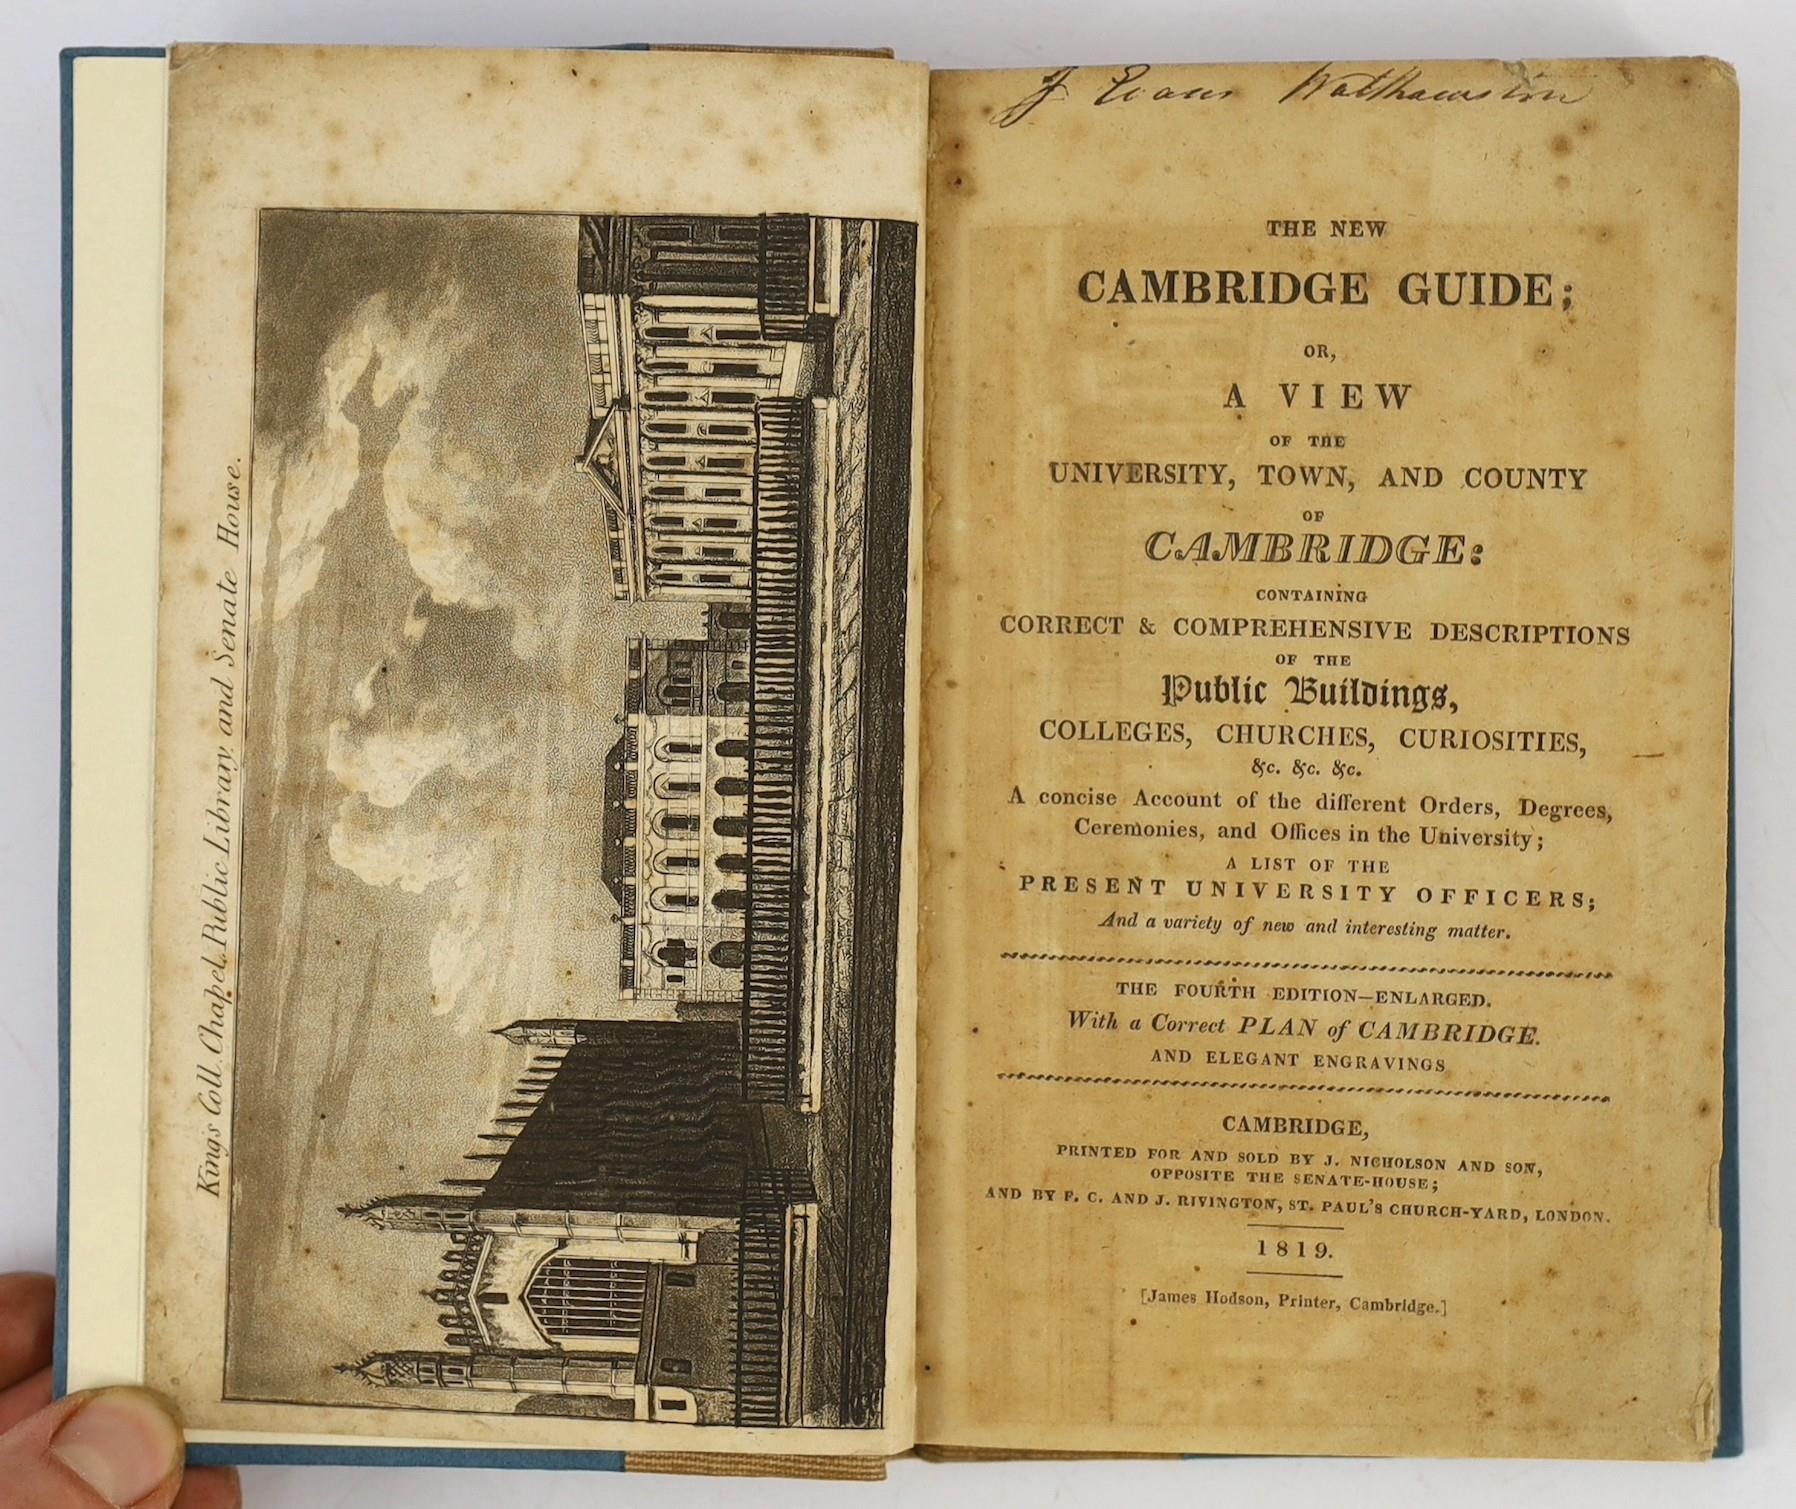 King's Coll. Chapel, Public Library, and Senate House.
J Evans Walthamstow
THE NEW
CAMBRIDGE GUIDE;
OR,
A VIEW
OF THE
UNIVERSITY, TOWN, AND COUNTY
OF
CAMBRIDGE:
CONTAINING
CORRECT & COMPREHENSIVE DESCRIPTIONS
OF THE
Public Buildings,
COLLEGES, CHURCHES, CURIOSITIES,
&c. &c. &c.
A concise Account of the different Orders, Degrees,
Ceremonies, and Offices in the University;
A LIST OF THE
PRESENT UNIVERSITY OFFICERS;
And a variety of new and interesting matter.
THE FOURTH EDITION—ENLARGED.
With a Correct PLAN of CAMBRIDGE.
AND ELEGANT ENGRAVINGS
CAMBRIDGE,
PRINTED FOR AND SOLD BY J. NICHOLSON AND SON,
OPPOSITE THE SENATE-HOUSE;
AND BY F. C. AND J. RIVINGTON, ST. PAUL'S CHURCH-YARD, LONDON.
1819.
[James Hodson, Printer, Cambridge.]